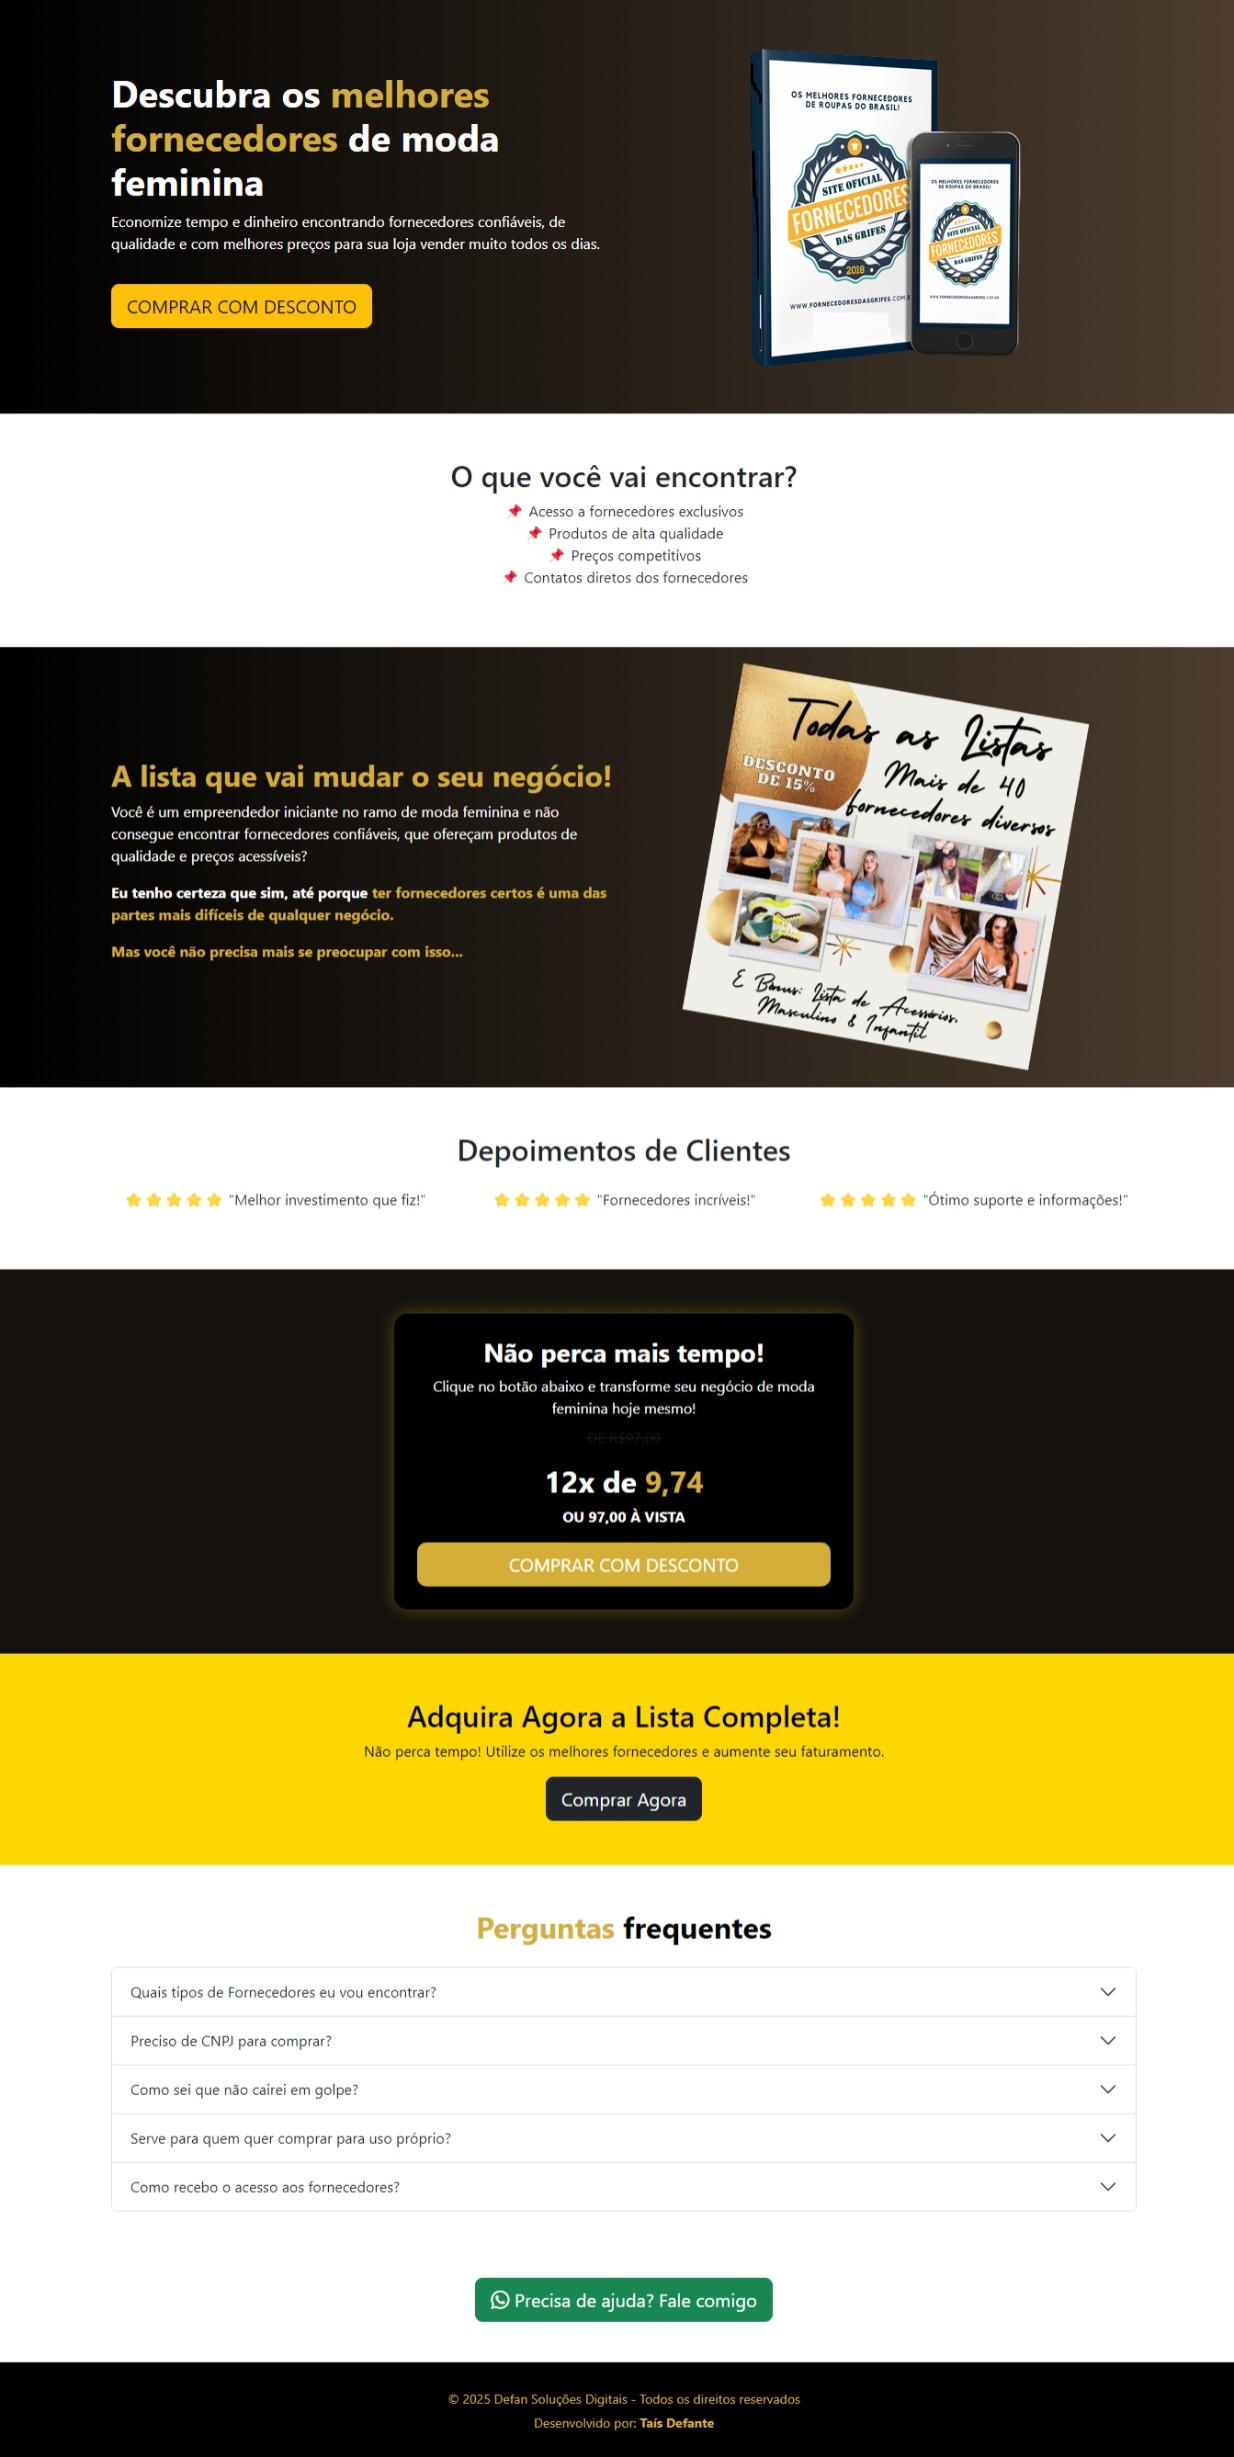 Descubra os melhores
fornecedores de moda
feminina
Economize tempo e dinheiro encontrando fornecedores confiáveis, de
qualidade e com melhores preços para sua loja vender muito todos os dias.
COMPRAR COM DESCONTO
OS MELHORES FORNECEDORES
DE ROUPAS DO BRASIL!
SITE OFICIAL
FORNECEDORES
DAS GRIFES
2018
WWW.FORNECEDORESDASGRIFES.COM.B
OS MELHORES FORNECEDORES
DE ROUPAS DO BRASIL!
SITE OFICIAL
FORNECEDORES
DAS GRIFES
2018
WWW.FORNECEDORESDASGRIFES.COM.BR
O que você vai encontrar?
📌 Acesso a fornecedores exclusivos
📌 Produtos de alta qualidade
📌 Preços competitivos
📌 Contatos diretos dos fornecedores
A lista que vai mudar o seu negócio!
Você é um empreendedor iniciante no ramo de moda feminina e não
consegue encontrar fornecedores confiáveis, que ofereçam produtos de
qualidade e preços acessíveis?
Eu tenho certeza que sim, até porque ter fornecedores certos é uma das
partes mais difíceis de qualquer negócio.
Mas você não precisa mais se preocupar com isso...
Todas as Listas
DESCONTO
DE 15%
Mais de 40
fornecedores diversos
E Bônus: Lista de Acessórios,
Masculino & Infantil
Depoimentos de Clientes
⭐⭐⭐⭐⭐ "Melhor investimento que fiz!"
⭐⭐⭐⭐⭐ "Fornecedores incríveis!"
⭐⭐⭐⭐⭐ "Ótimo suporte e informações!"
Não perca mais tempo!
Clique no botão abaixo e transforme seu negócio de moda
feminina hoje mesmo!
DE R$97,00
12x de 9,74
OU 97,00 À VISTA
COMPRAR COM DESCONTO
Adquira Agora a Lista Completa!
Não perca tempo! Utilize os melhores fornecedores e aumente seu faturamento.
Comprar Agora
Perguntas frequentes
Quais tipos de Fornecedores eu vou encontrar?
Preciso de CNPJ para comprar?
Como sei que não cairei em golpe?
Serve para quem quer comprar para uso próprio?
Como recebo o acesso aos fornecedores?
Precisa de ajuda? Fale comigo
© 2025 Defan Soluções Digitais - Todos os direitos reservados
Desenvolvido por: Taís Defante